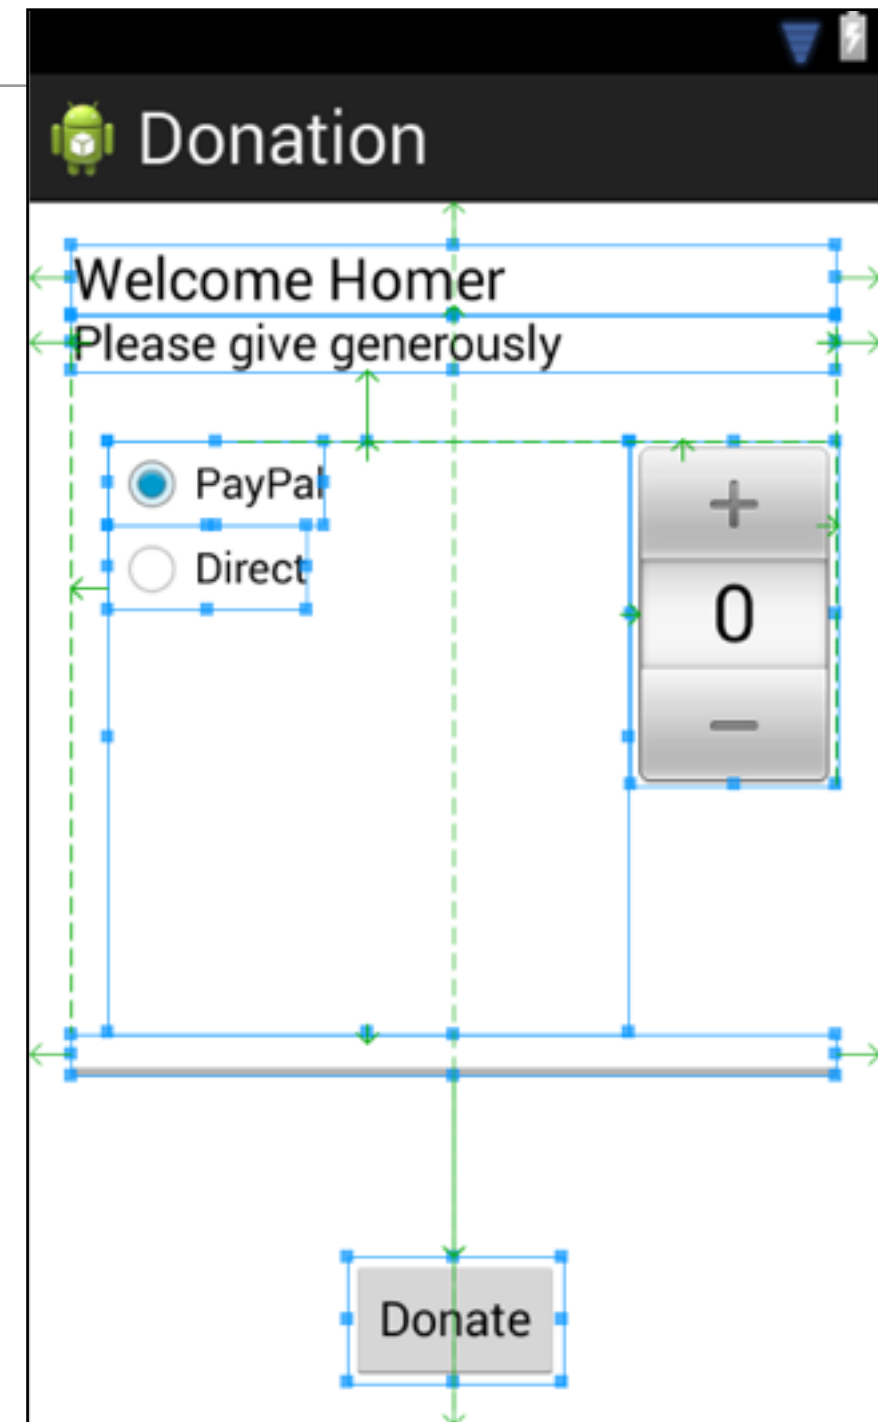 Donation
Welcome Homer
Please give generously
PayPal
+
Direct
0
−
Donate